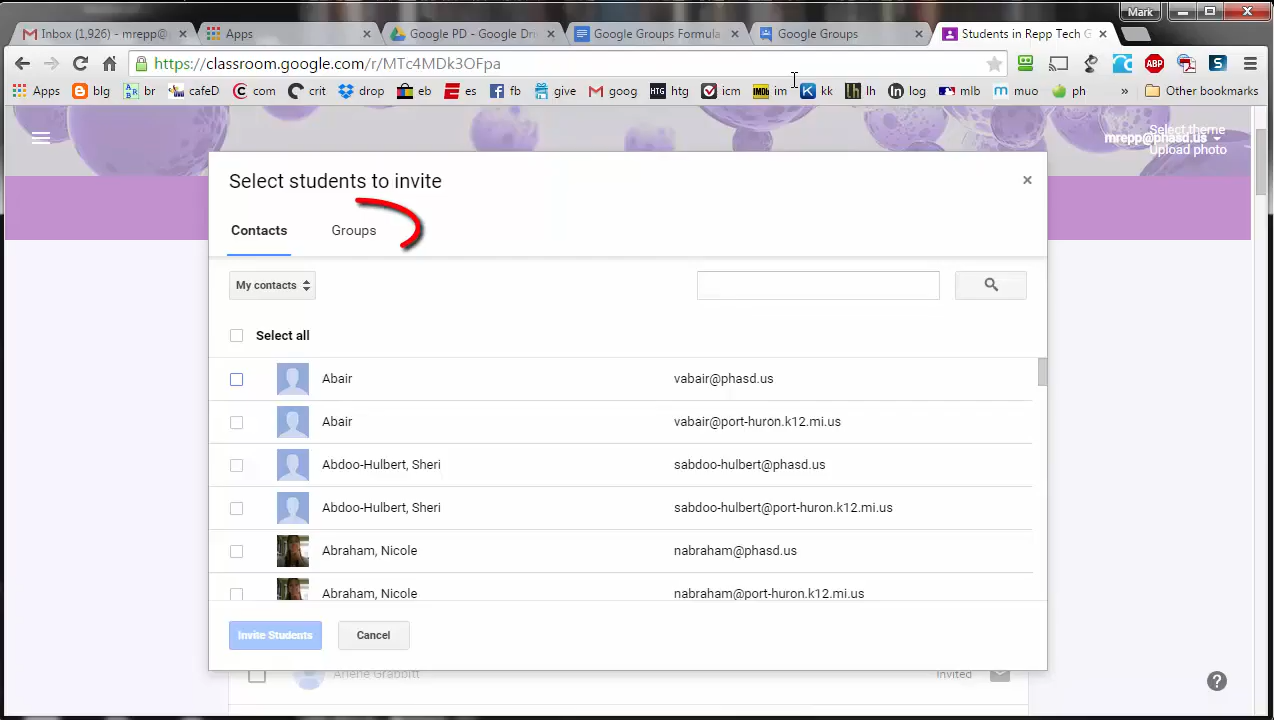 Mark
Inbox (1,926) - mrepp@ Apps Google PD - Google Dri Google Groups Formula Google Groups Students in Repp Tech G
https://classroom.google.com/r/MTc4MDk3OFpa
Apps blg br cafeD com crit drop eb es fb give goog htg icm im kk lh log mlb muo ph » Other bookmarks
Select theme
mrepp@phasd.us
Upload photo
Select students to invite
Contacts Groups
My contacts
Select all
Abair vabair@phasd.us
Abair vabair@port-huron.k12.mi.us
Abdoo-Hulbert, Sheri sabdoo-hulbert@phasd.us
Abdoo-Hulbert, Sheri sabdoo-hulbert@port-huron.k12.mi.us
Abraham, Nicole nabraham@phasd.us
Abraham, Nicole nabraham@port-huron.k12.mi.us
Invite Students Cancel
Arlene Grabbitt Invited